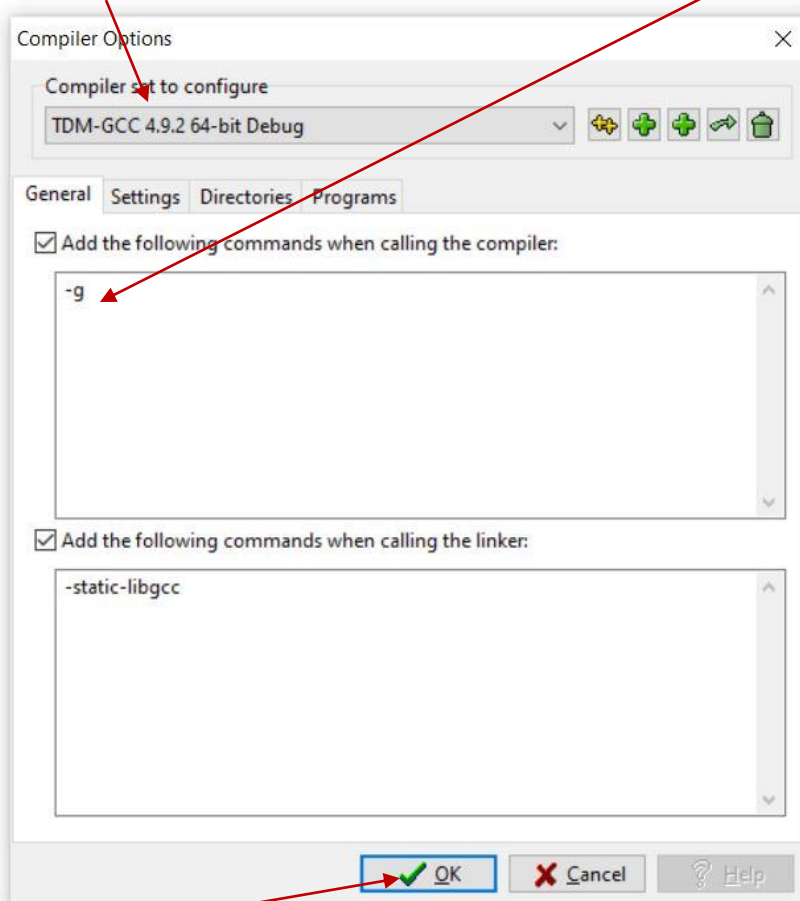 Compiler Options
Compiler set to configure
TDM-GCC 4.9.2 64-bit Debug
General Settings Directories Programs
Add the following commands when calling the compiler:
-g
Add the following commands when calling the linker:
-static-libgcc
OK Cancel Help